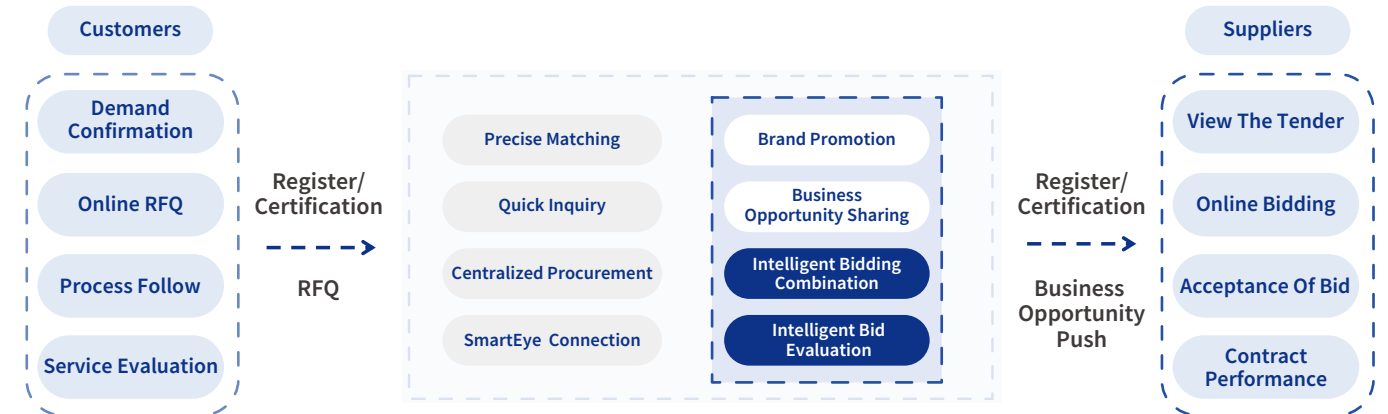 Customers
Demand
Confirmation
Online RFQ
Process Follow
Service Evaluation
Register/
Certification
RFQ
Precise Matching
Quick Inquiry
Centralized Procurement
SmartEye  Connection
Brand Promotion
Business
Opportunity Sharing
Intelligent Bidding
Combination
Intelligent Bid
Evaluation
Register/
Certification
Business
Opportunity
Push
Suppliers
View The Tender
Online Bidding
Acceptance Of Bid
Contract
Performance